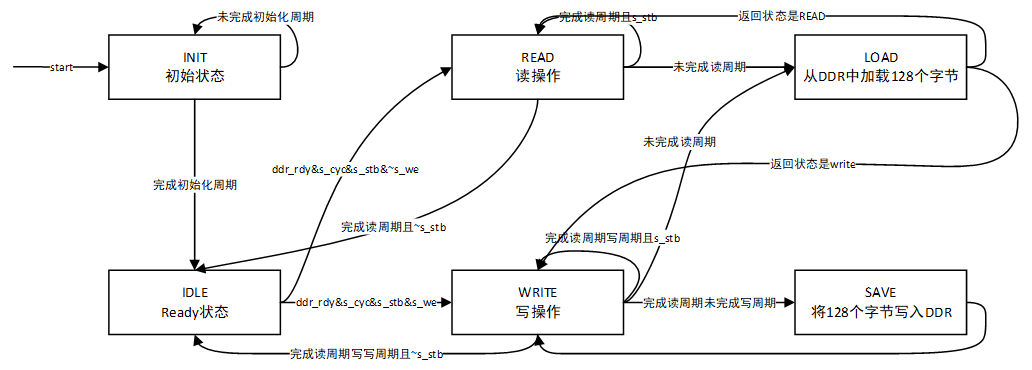 未完成初始化周期
完成读周期且s_stb
返回状态是READ
start
INIT
初始状态
READ
读操作
未完成读周期
LOAD
从DDR中加载128个字节
未完成读周期
ddr_rdy&s_cyc&s_stb&~s_we
返回状态是write
完成初始化周期
完成读周期且~s_stb
完成读周期写周期且s_stb
IDLE
Ready状态
ddr_rdy&s_cyc&s_stb&s_we
WRITE
写操作
完成读周期未完成写周期
SAVE
将128个字节写入DDR
完成读周期写写周期且~s_stb